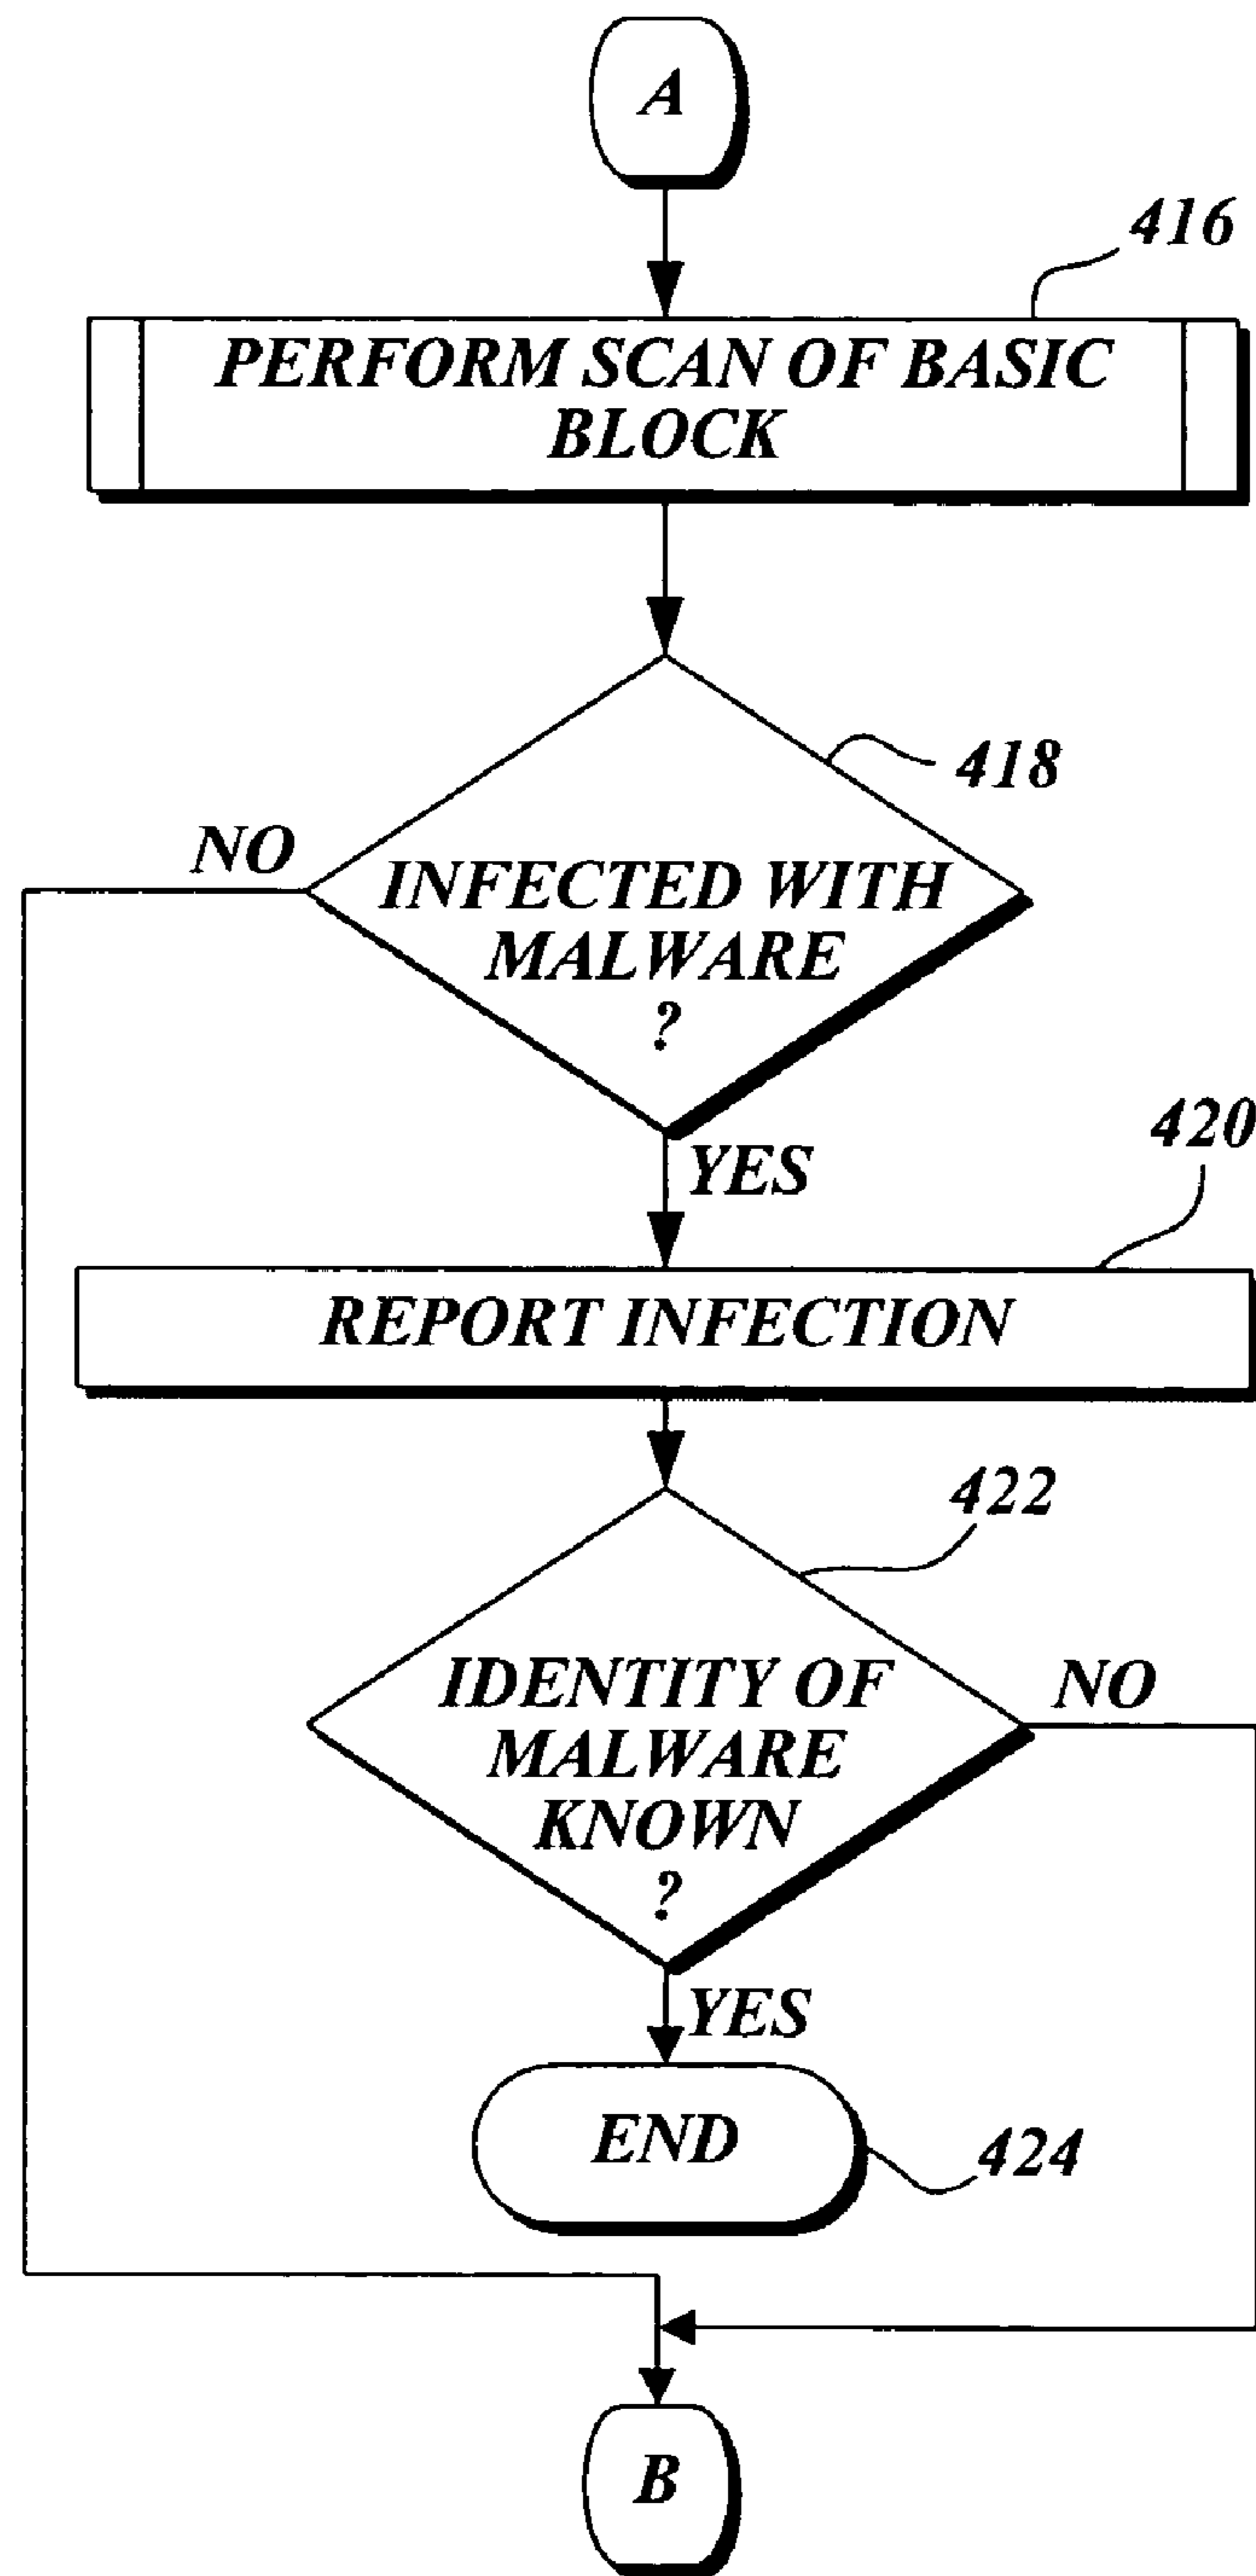 A
416
PERFORM SCAN OF BASIC
BLOCK
418
NO
INFECTED WITH
MALWARE
?
YES
420
REPORT INFECTION
422
IDENTITY OF
MALWARE
KNOWN
?
NO
YES
END
424
B